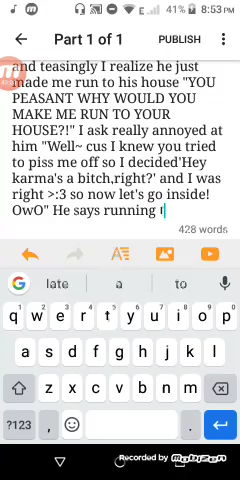 41% 8:53 PM
Part 1 of 1
PUBLISH
and teasingly I realize he just
made me run to his house "YOU
PEASANT WHY WOULD YOU
MAKE ME RUN TO YOUR
HOUSE?!" I ask really annoyed at
him "Well~ cus I knew you tried
to piss me off so I decided'Hey
karma's a bitch,right?' and I was
right >:3 so now let's go inside!
OwO" He says running
428 words
late a to
q w e r t y u i o p
a s d f g h j k l
z x c v b n m
?123 , .
Recorded by MOBIZEN